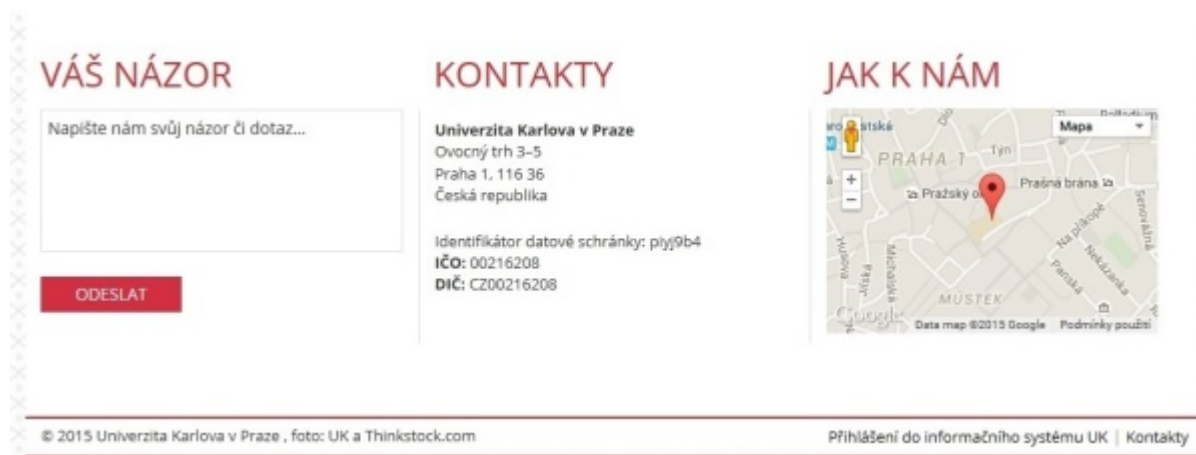 VÁŠ NÁZOR
Napište nám svůj názor či dotaz...
ODESLAT
KONTAKTY
Univerzita Karlova v Praze
Ovocný trh 3–5
Praha 1, 116 36
Česká republika
Identifikátor datové schránky: piyj9b4
IČO: 00216208
DIČ: CZ00216208
JAK K NÁM
Mapa
PRAHA 1
Týn
Prašná brána
Pražský
Na příkopě
Senovážná
Nekázanka
Panská
Husova
Michalská
MŮSTEK
Google
Data map ©2015 Google
Podmínky použití
© 2015 Univerzita Karlova v Praze , foto: UK a Thinkstock.com
Přihlášení do informačního systému UK | Kontakty